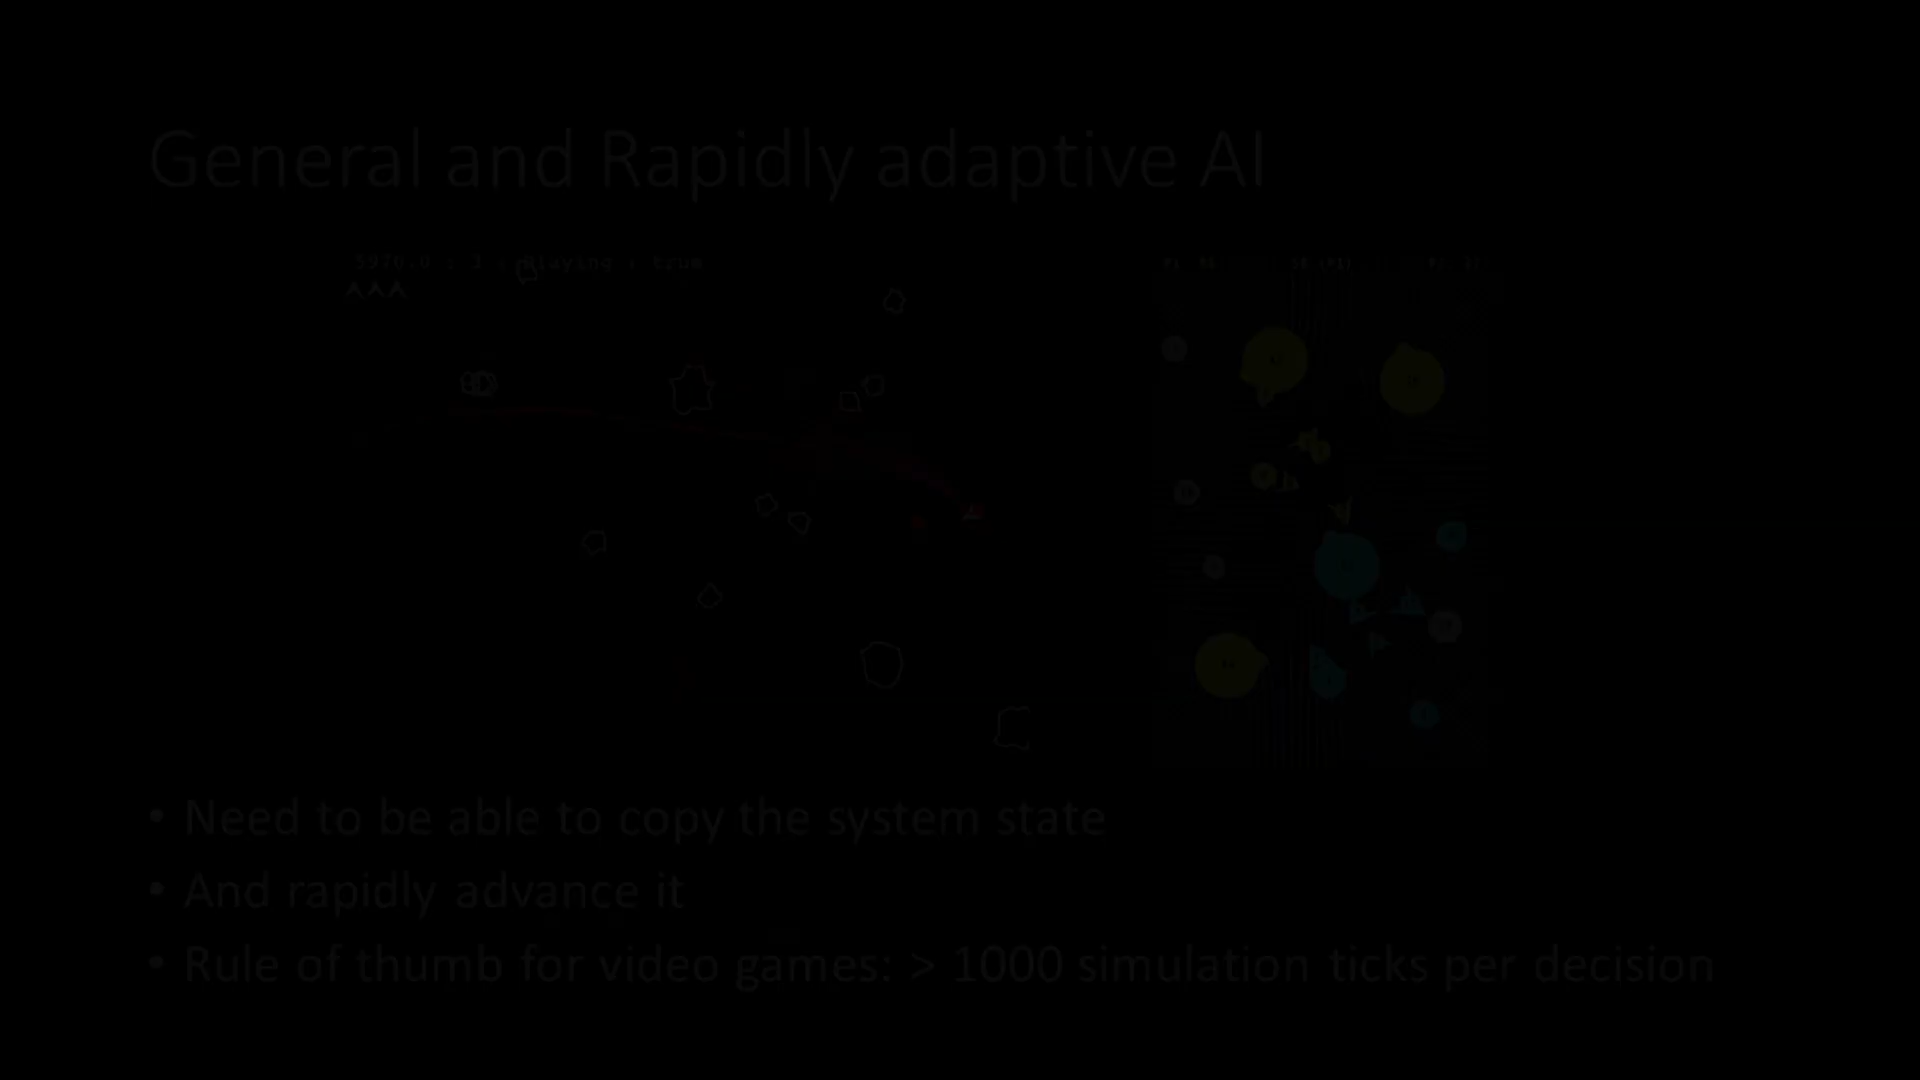 General and Rapidly adaptive AI
• Need to be able to copy the system state
• And rapidly advance it
• Rule of thumb for video games: > 1000 simulation ticks per decision